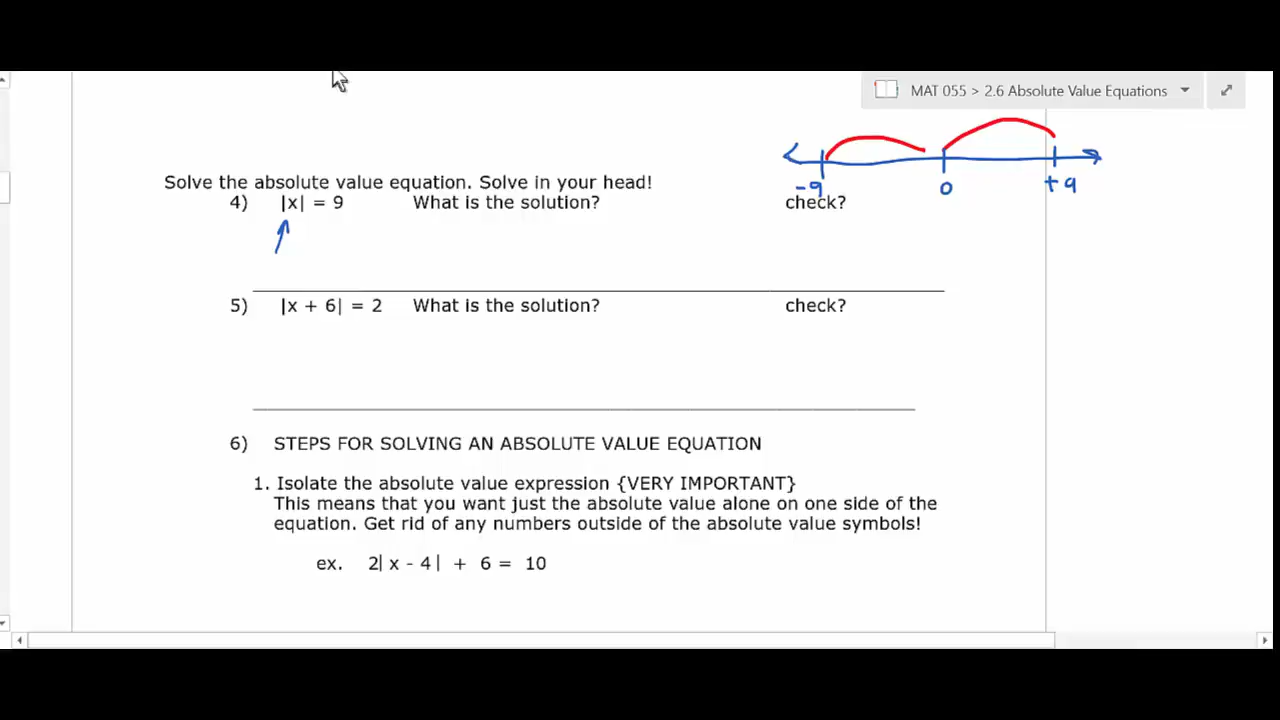 MAT 055 > 2.6 Absolute Value Equations
-9 0 +9
Solve the absolute value equation. Solve in your head!
4) |x| = 9 What is the solution? check?
5) |x + 6| = 2 What is the solution? check?
6) STEPS FOR SOLVING AN ABSOLUTE VALUE EQUATION
1. Isolate the absolute value expression {VERY IMPORTANT}
This means that you want just the absolute value alone on one side of the
equation. Get rid of any numbers outside of the absolute value symbols!
ex. 2| x - 4| + 6 = 10